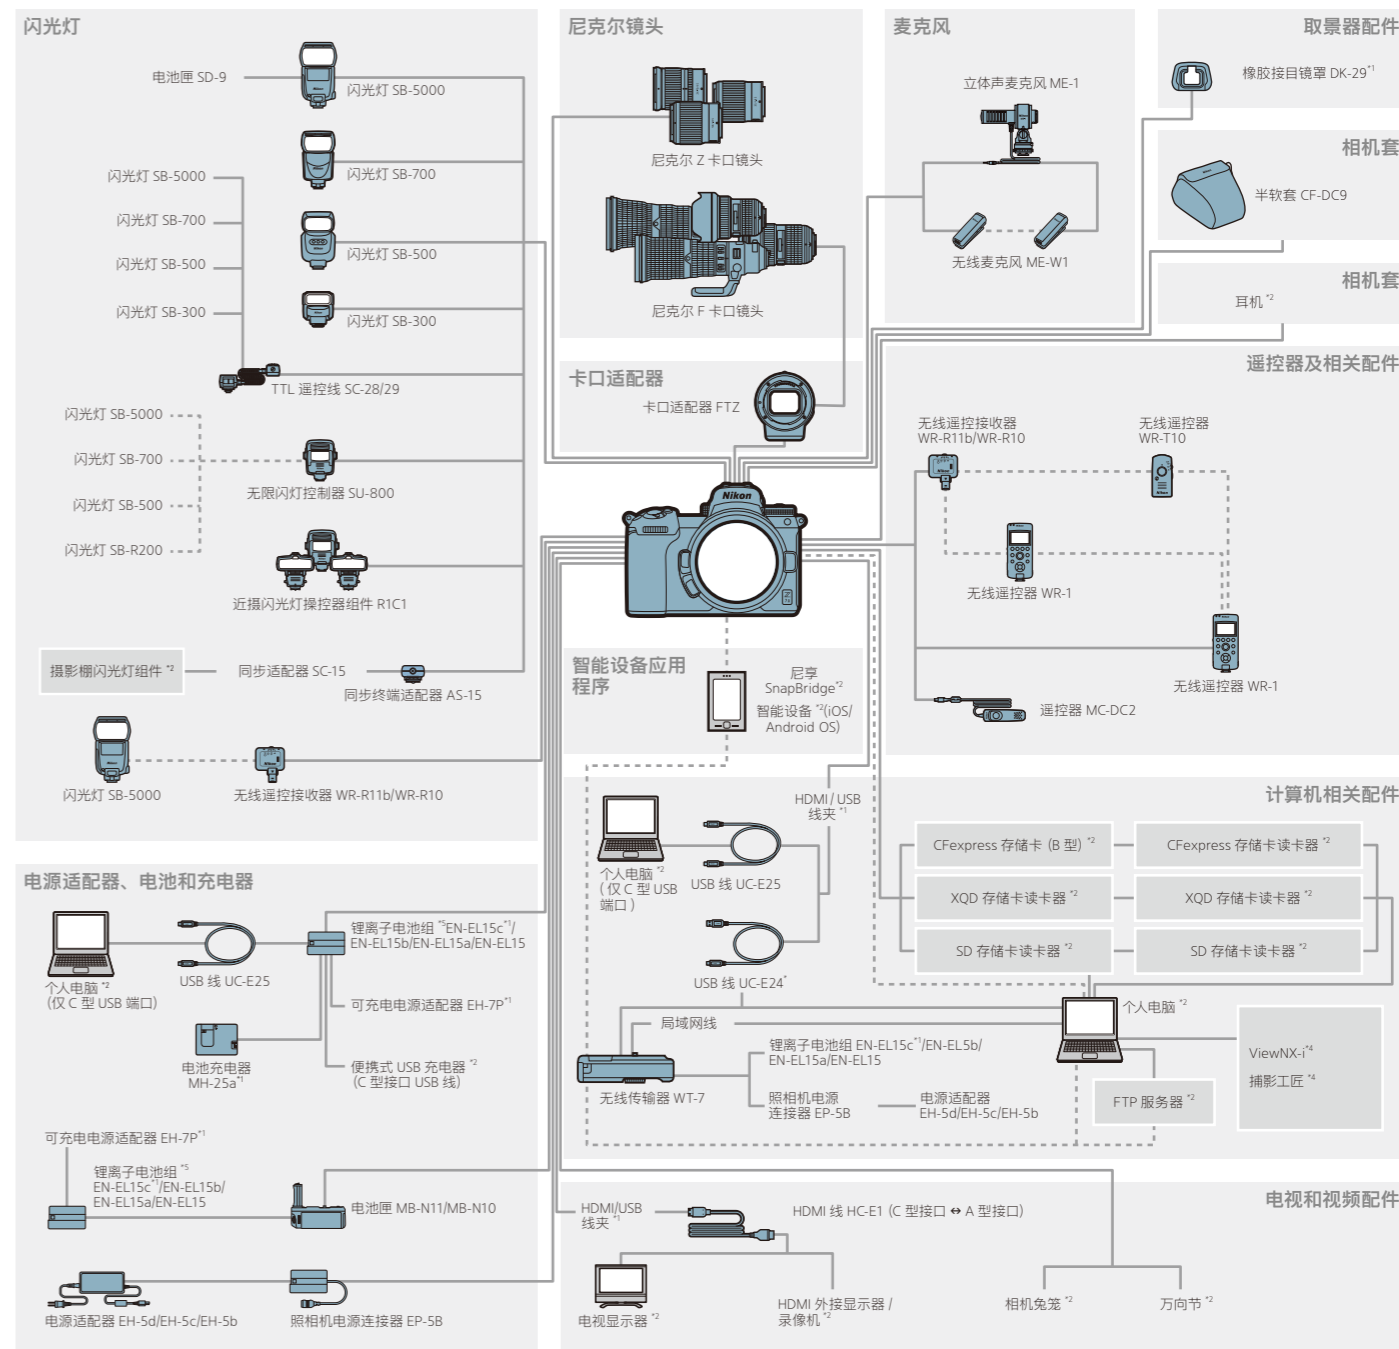 闪光灯
电池匣 SD-9
闪光灯 SB-5000
闪光灯 SB-700
闪光灯 SB-5000
闪光灯 SB-700
闪光灯 SB-500
闪光灯 SB-500
闪光灯 SB-300
闪光灯 SB-300
TTL 遥控线 SC-28/29
闪光灯 SB-5000
闪光灯 SB-700
无限闪灯控制器 SU-800
闪光灯 SB-500
闪光灯 SB-R200
近摄闪光灯操控器组件 R1C1
摄影棚闪光灯组件 *2
同步适配器 SC-15
同步终端适配器 AS-15
闪光灯 SB-5000
无线遥控接收器 WR-R11b/WR-R10
尼克尔镜头
尼克尔 Z 卡口镜头
尼克尔 F 卡口镜头
卡口适配器
卡口适配器 FTZ
麦克风
立体声麦克风 ME-1
无线麦克风 ME-W1
取景器配件
橡胶接目镜罩 DK-29*1
相机套
半软套 CF-DC9
相机套
耳机 *2
遥控器及相关配件
无线遥控接收器
WR-R11b/WR-R10
无线遥控器
WR-T10
无线遥控器 WR-1
无线遥控器 WR-1
遥控器 MC-DC2
Nikon
智能设备应用
程序
尼享
SnapBridge*2
智能设备 *2(iOS/
Android OS)
计算机相关配件
HDMI / USB
线夹 *1
个人电脑 *2
( 仅 C 型 USB
端口 )
USB 线 UC-E25
USB 线 UC-E24*
CFexpress 存储卡 (B 型) *2
CFexpress 存储卡读卡器 *2
XQD 存储卡读卡器 *2
XQD 存储卡读卡器 *2
SD 存储卡读卡器 *2
SD 存储卡读卡器 *2
个人电脑 *2
局域网线
无线传输器 WT-7
锂离子电池组 EN-EL15c*1/EN-EL5b/
EN-EL15a/EN-EL15
照相机电源
连接器 EP-5B
电源适配器
EH-5d/EH-5c/EH-5b
FTP 服务器 *2
ViewNX-i*4
捕影工匠 *4
电源适配器、电池和充电器
个人电脑 *2
(仅 C 型 USB 端口)
USB 线 UC-E25
锂离子电池组 *5EN-EL15c*1/
EN-EL15b/EN-EL15a/EN-EL15
可充电电源适配器 EH-7P*1
电池充电器
MH-25a*1
便携式 USB 充电器 *2
(C 型接口 USB 线)
可充电电源适配器 EH-7P*1
锂离子电池组 *5
EN-EL15c*1/EN-EL15b/
EN-EL15a/EN-EL15
电池匣 MB-N11/MB-N10
电源适配器 EH-5d/EH-5c/EH-5b
照相机电源连接器 EP-5B
电视和视频配件
HDMI/USB
线夹 *1
HDMI 线 HC-E1 (C 型接口 ↔ A 型接口)
电视显示器 *2
HDMI 外接显示器 /
录像机 *2
相机兔笼 *2
万向节 *2